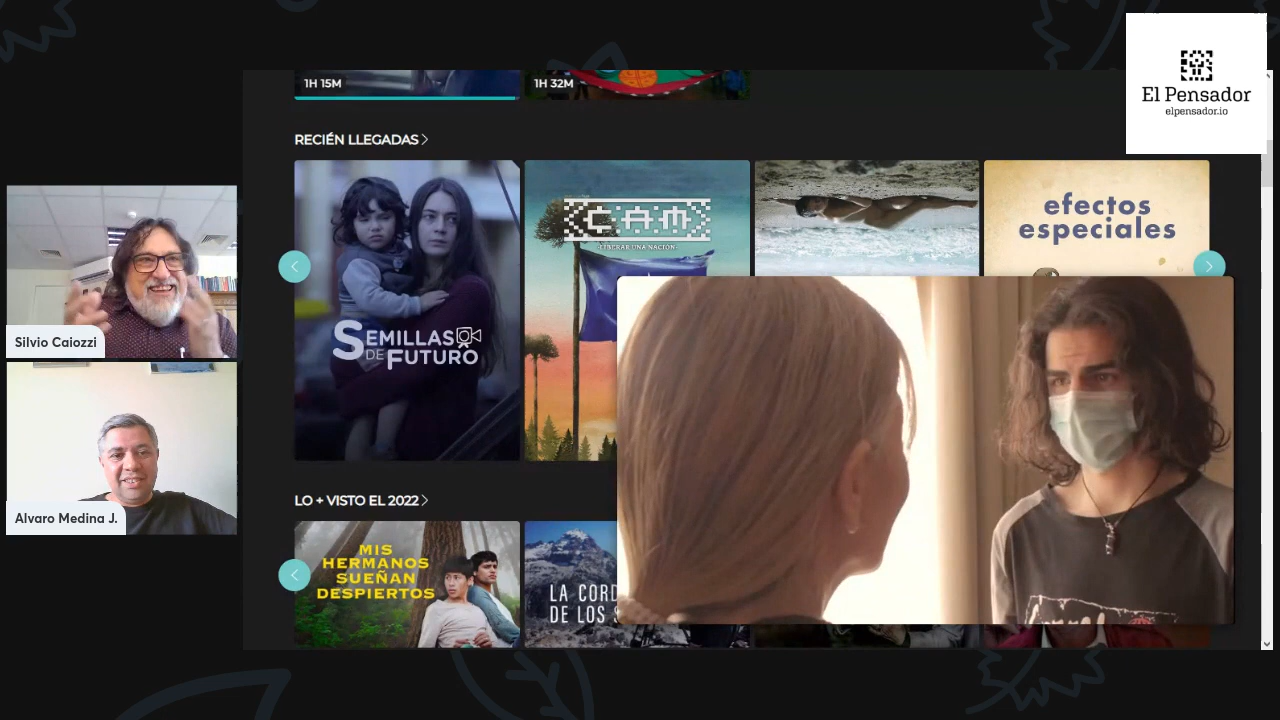 1H 15M
1H 32M
El Pensador
elpensador.io
RECIÉN LLEGADAS
SEMILLAS
DE FUTURO
CAM
-LIBERAR UNA NACIÓN-
efectos
especiales
Silvio Caiozzi
Alvaro Medina J.
LO + VISTO EL 2022
MIS
HERMANOS
SUEÑAN
DESPIERTOS
LA CORD
DE LOS S